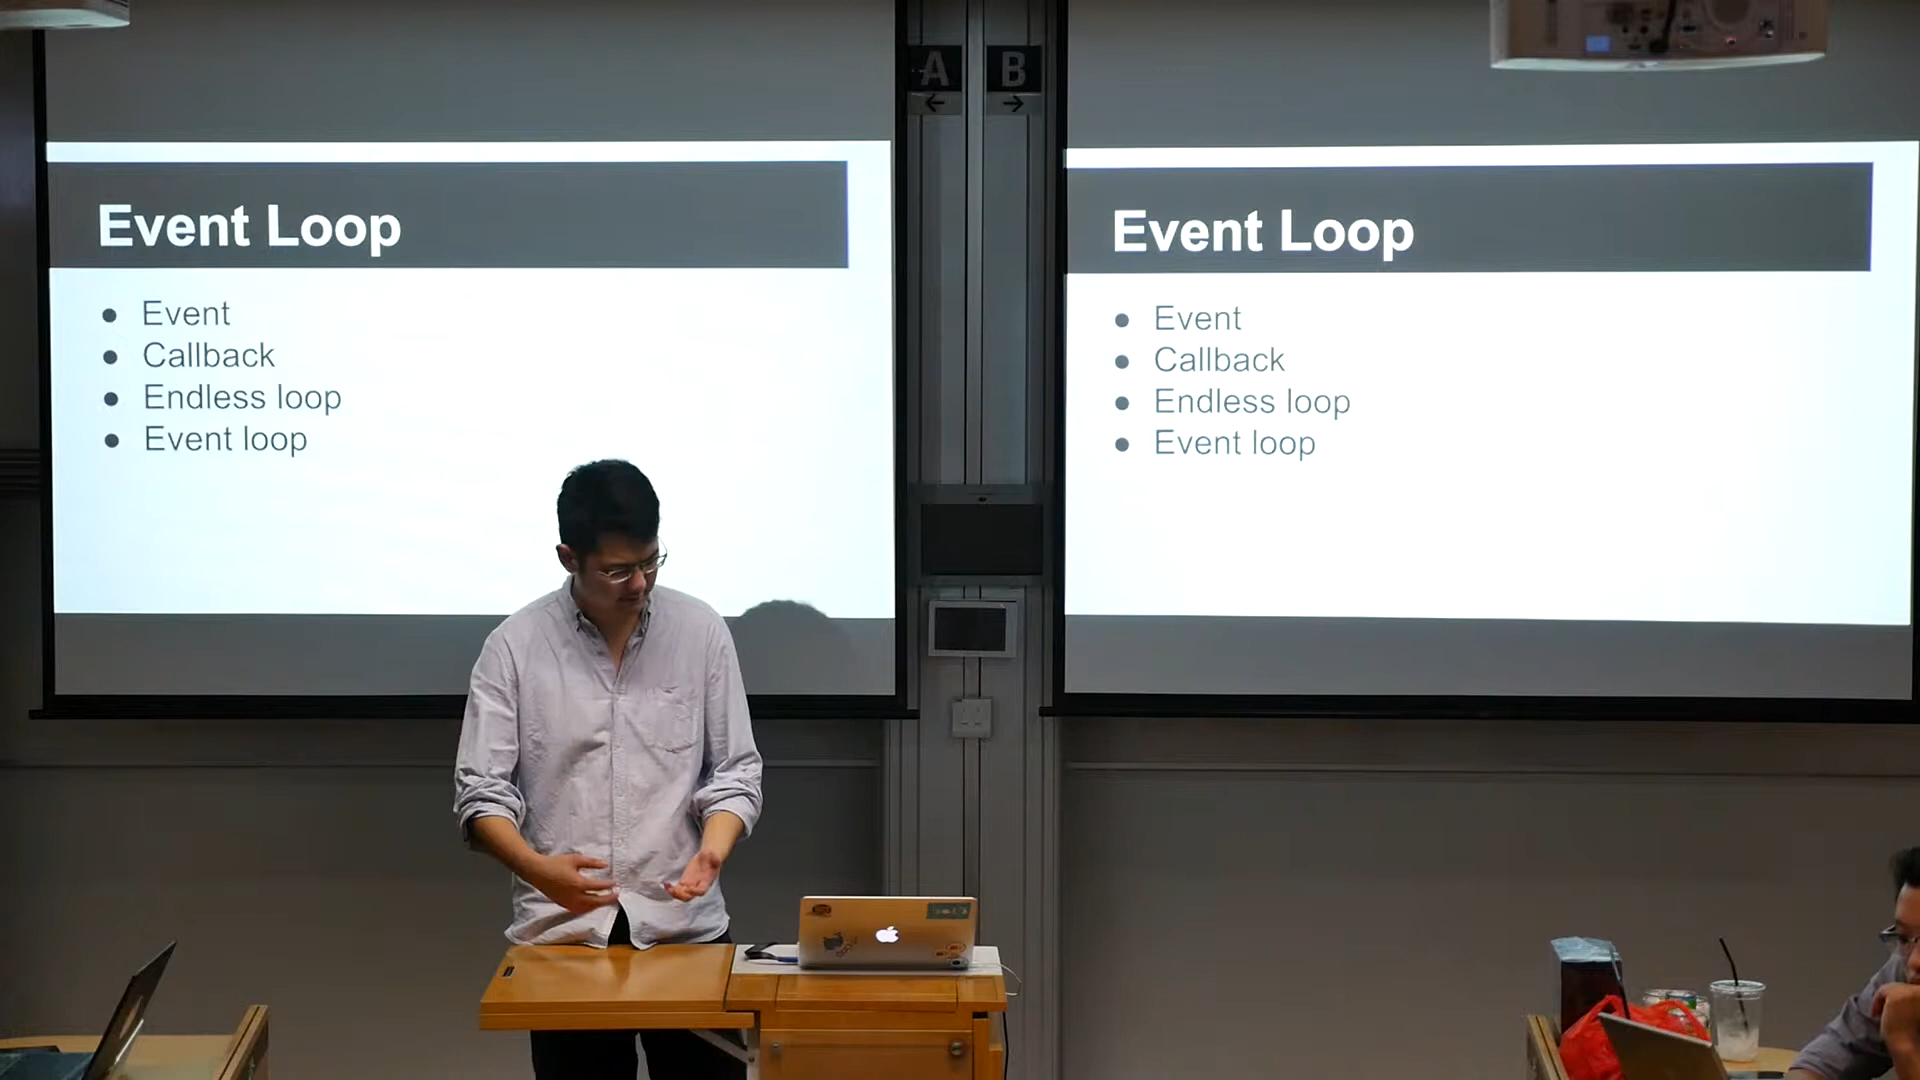 A B
← →
Event Loop
● Event
● Callback
● Endless loop
● Event loop
Event Loop
● Event
● Callback
● Endless loop
● Event loop